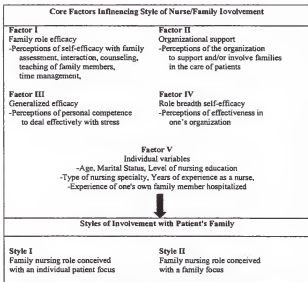 Core Factors Inflnencing Style of Nurse/Family Iovolvement
Factor I
Family role efficacy
-Perceptions of self-efficacy with family
assessment, interaction, counseling,
teaching of family members,
time management,
Factor II
Organizational support
-Perceptions of the organization
to support and/or involve families
in the care of patients
Factor III
Generalized efficacy
-Perceptions of personal competence
to deal effectively with stress
Factor IV
Role breadth self-efficacy
-Perceptions of effectiveness in
one's organization
Factor V
Individual variables
-Age, Marital Status, Level of nursing education
-Type of nursing specialty, Years of experience as a nurse,
-Experience of one's own family member hospitalized
Styles of Involvement with Patient's Family
Style I
Family nursing role conceived
with an individual patient focus
Style II
Family nursing role conceived
with a family focus